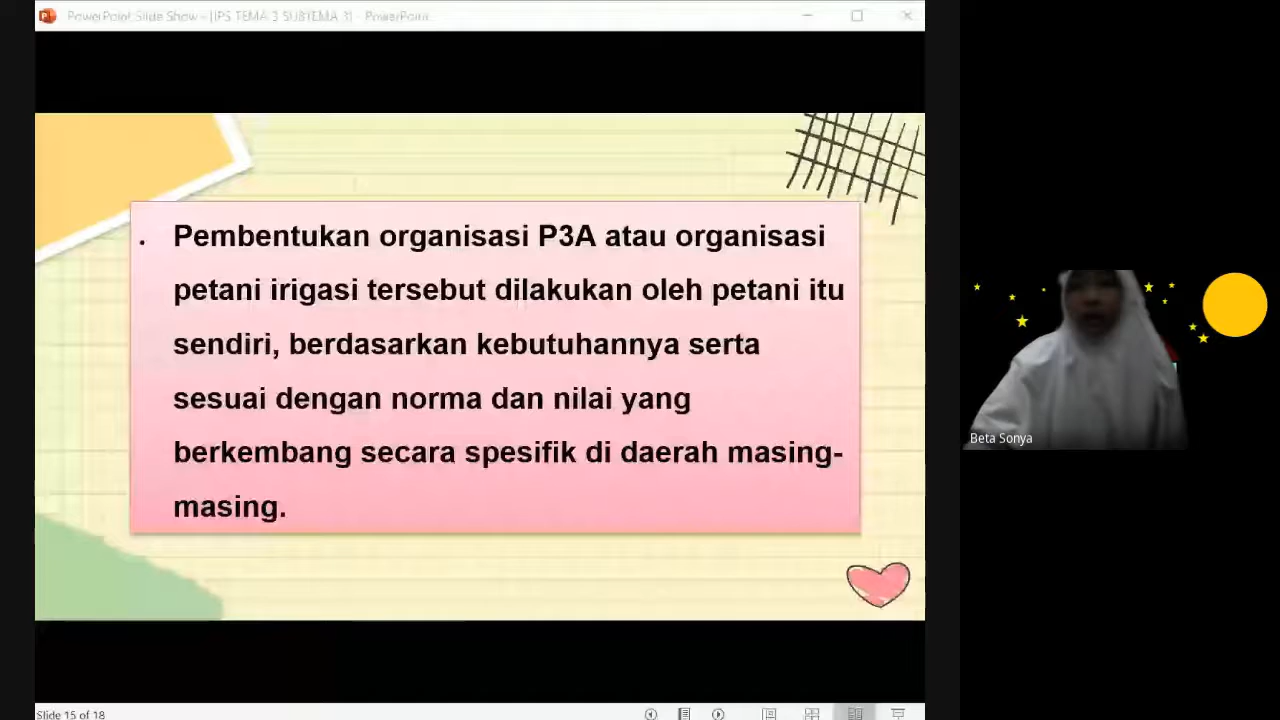 PowerPoint Slide Show - [IPS TEMA 3 SUBTEMA 3] - PowerPoint
. Pembentukan organisasi P3A atau organisasi
petani irigasi tersebut dilakukan oleh petani itu
sendiri, berdasarkan kebutuhannya serta
sesuai dengan norma dan nilai yang
berkembang secara spesifik di daerah masing-
masing.
Beta Sonya
Slide 15 of 18